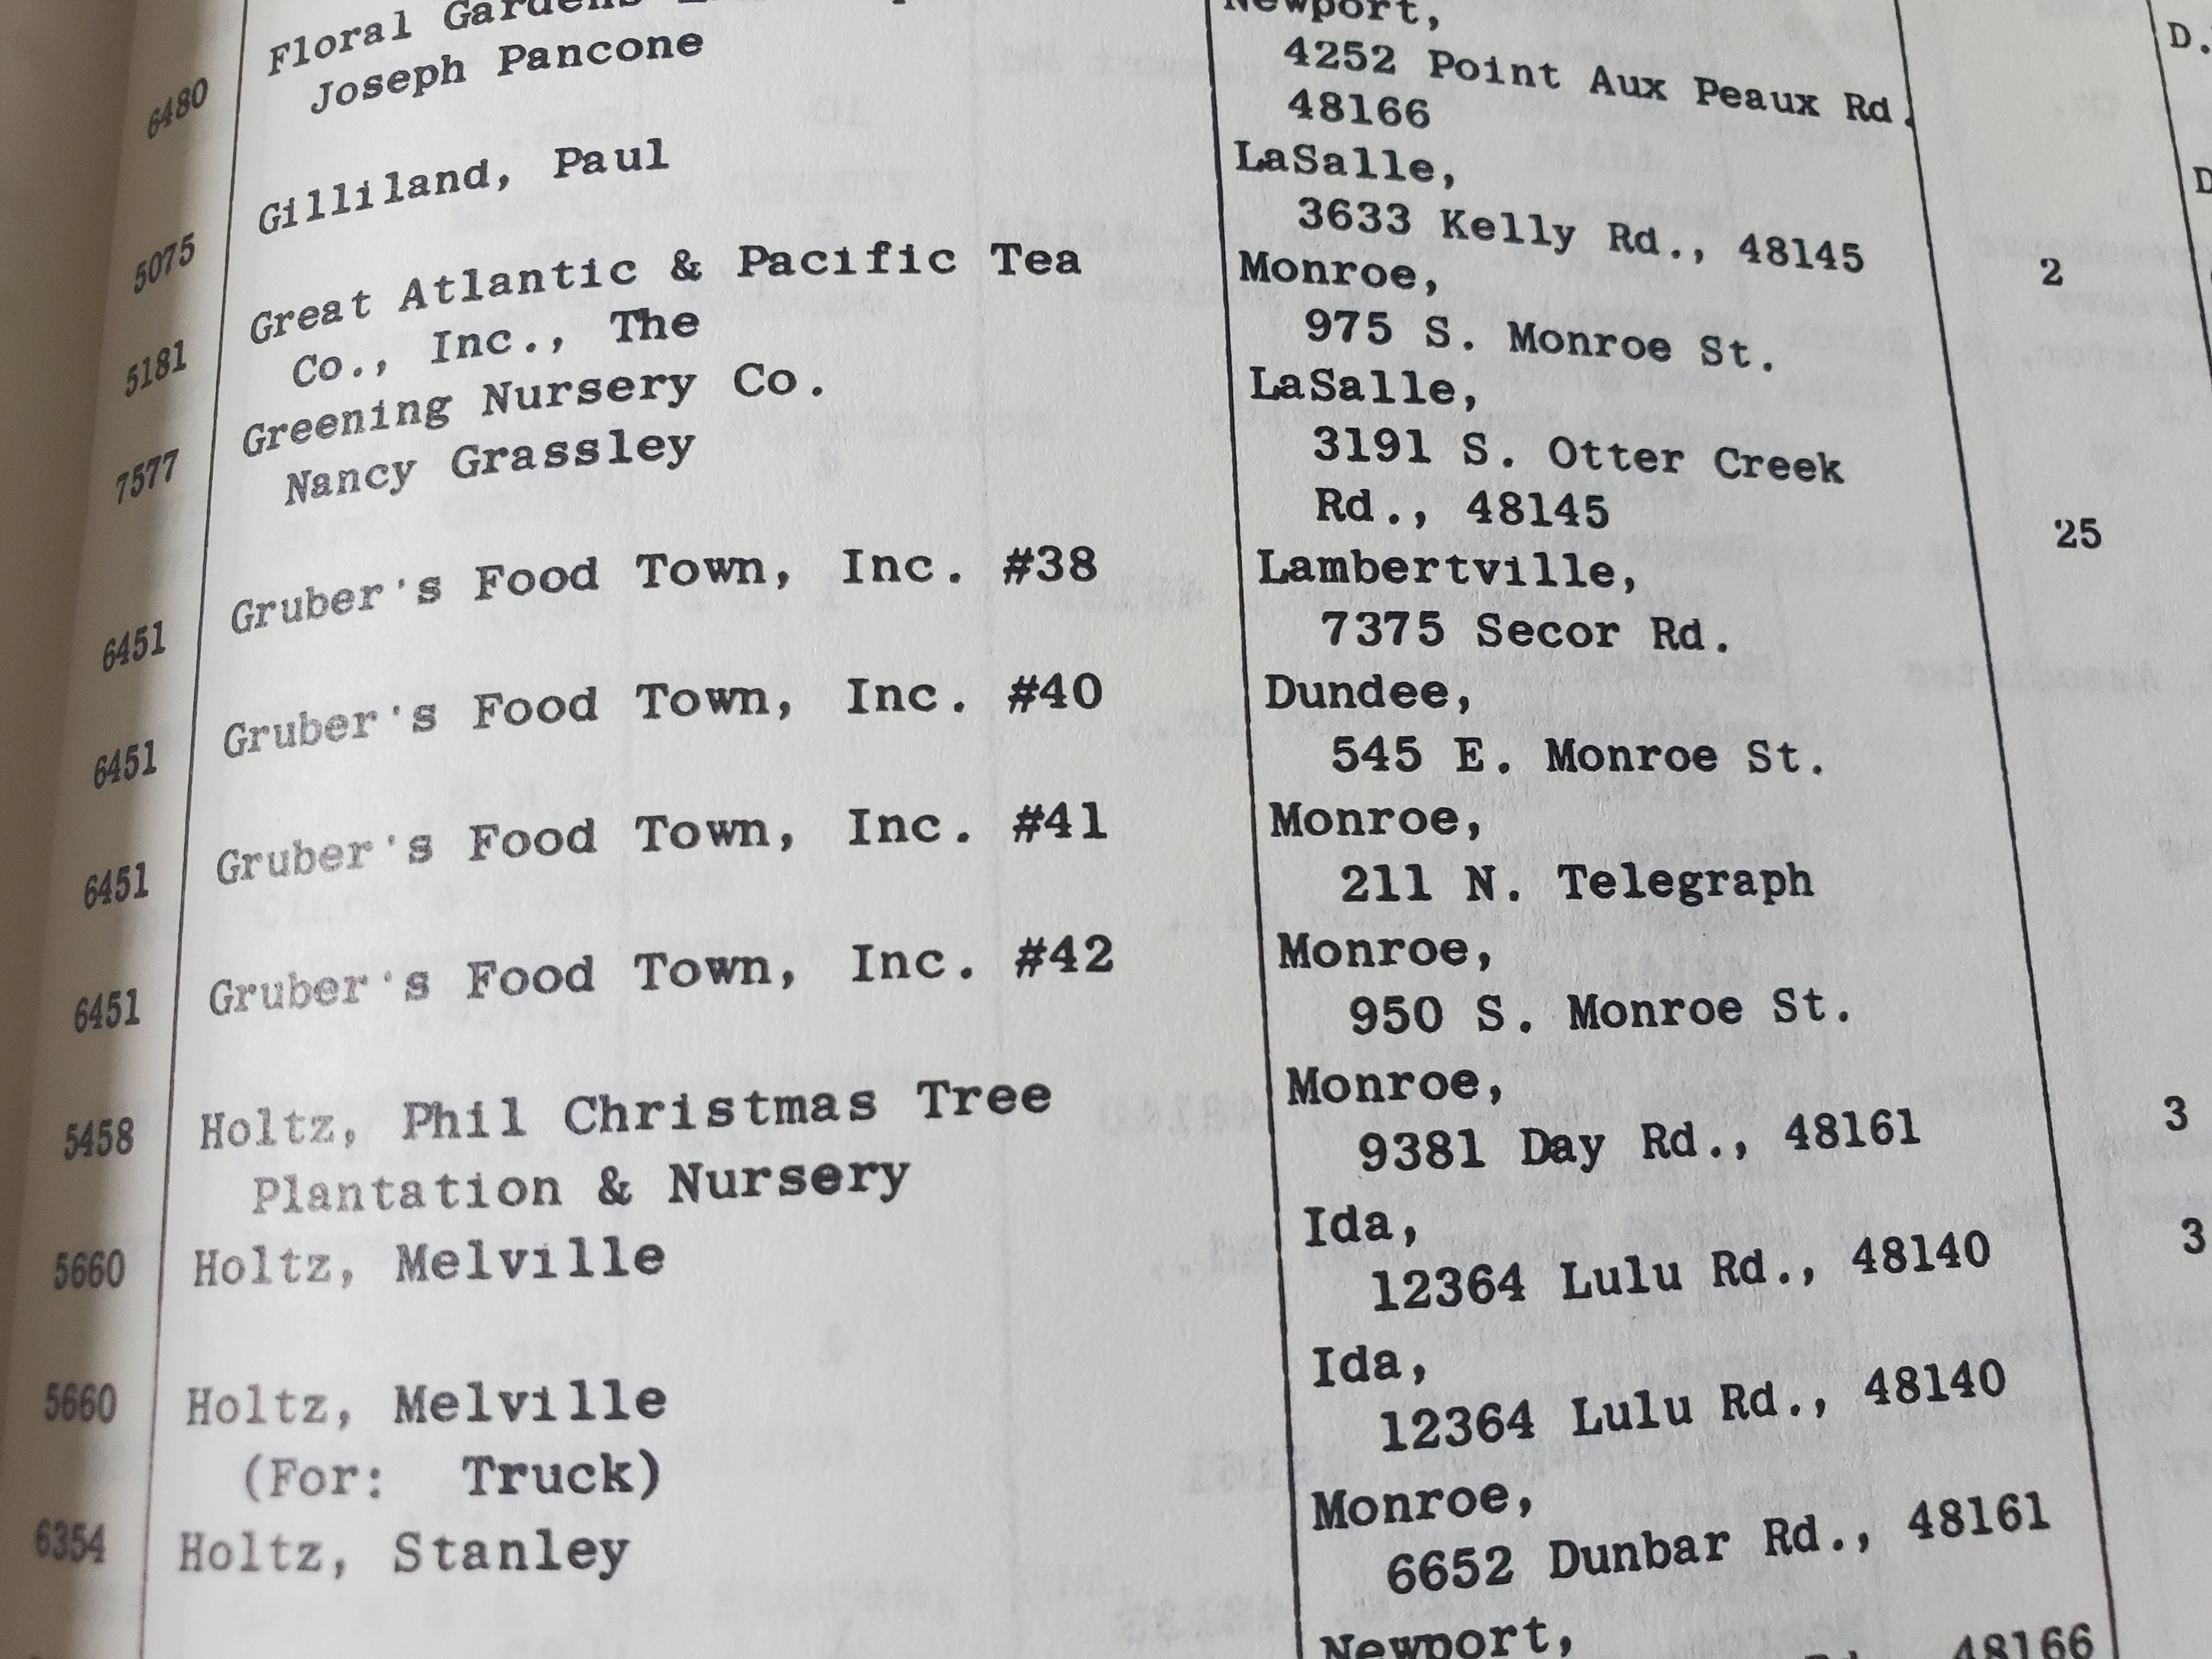 Floral Gardens
6480 Joseph Pancone
Newport,
4252 Point Aux Peaux Rd.
48166
D.
5075 Gilliland, Paul
LaSalle,
3633 Kelly Rd., 48145 2
5181 Great Atlantic & Pacific Tea
Co., Inc., The
Monroe,
975 S. Monroe St.
7577 Greening Nursery Co.
Nancy Grassley
LaSalle,
3191 S. Otter Creek
Rd., 48145 25
6451 Gruber's Food Town, Inc. #38
Lambertville,
7375 Secor Rd.
6451 Gruber's Food Town, Inc. #40
Dundee,
545 E. Monroe St.
6451 Gruber's Food Town, Inc. #41
Monroe,
211 N. Telegraph
6451 Gruber's Food Town, Inc. #42
Monroe,
950 S. Monroe St.
5458 Holtz, Phil Christmas Tree
Plantation & Nursery
Monroe,
9381 Day Rd., 48161 3
5660 Holtz, Melville
Ida,
12364 Lulu Rd., 48140 3
5660 Holtz, Melville
(For: Truck)
Ida,
12364 Lulu Rd., 48140
6354 Holtz, Stanley
Monroe,
6652 Dunbar Rd., 48161
Newport,
Rd., 48166